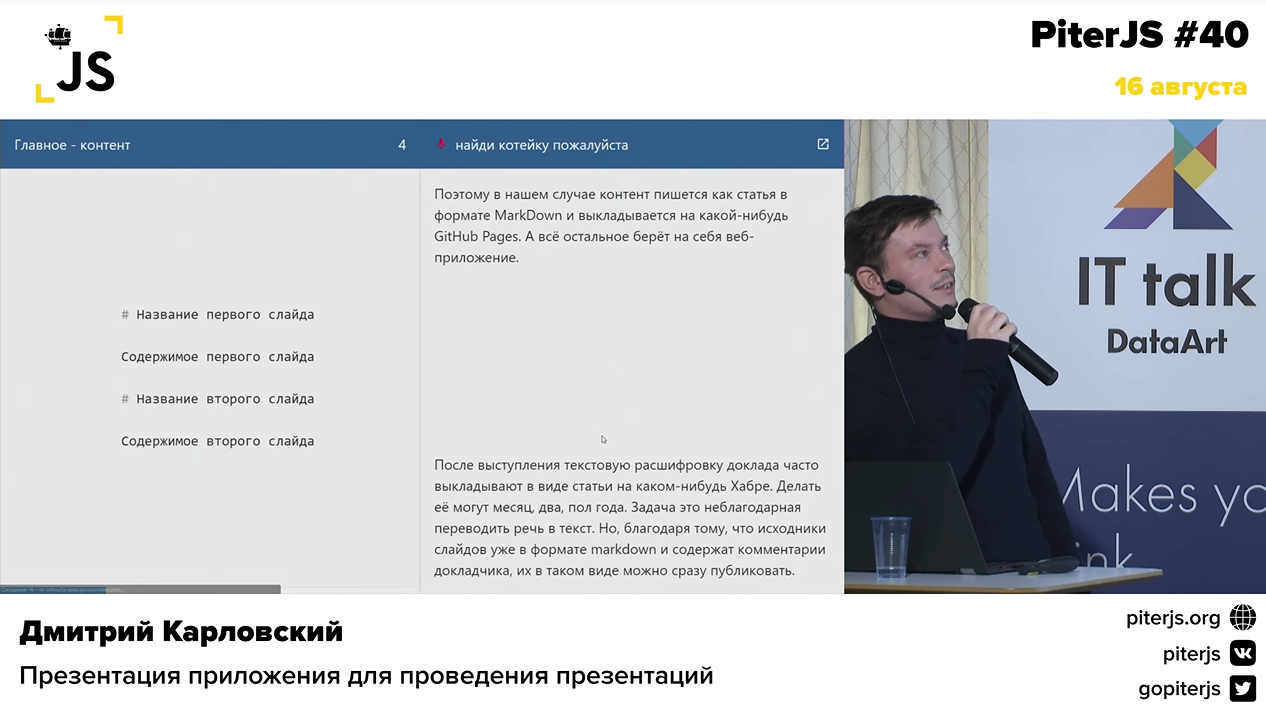 JS
PiterJS #40
16 августа
Главное - контент
4
найди котейку пожалуйста
# Название первого слайда
Содержимое первого слайда
# Название второго слайда
Содержимое второго слайда
Поэтому в нашем случае контент пишется как статья в
формате MarkDown и выкладывается на какой-нибудь
GitHub Pages. А всё остальное берёт на себя веб-
приложение.
После выступления текстовую расшифровку доклада часто
выкладывают в виде статьи на каком-нибудь Хабре. Делать
её могут месяц, два, пол года. Задача это неблагодарная
переводить речь в текст. Но, благодаря тому, что исходники
слайдов уже в формате markdown и содержат комментарии
докладчика, их в таком виде можно сразу публиковать.
IT talk
DataArt
Makes yo
ink
Дмитрий Карловский
Презентация приложения для проведения презентаций
piterjs.org
piterjs
gopiterjs